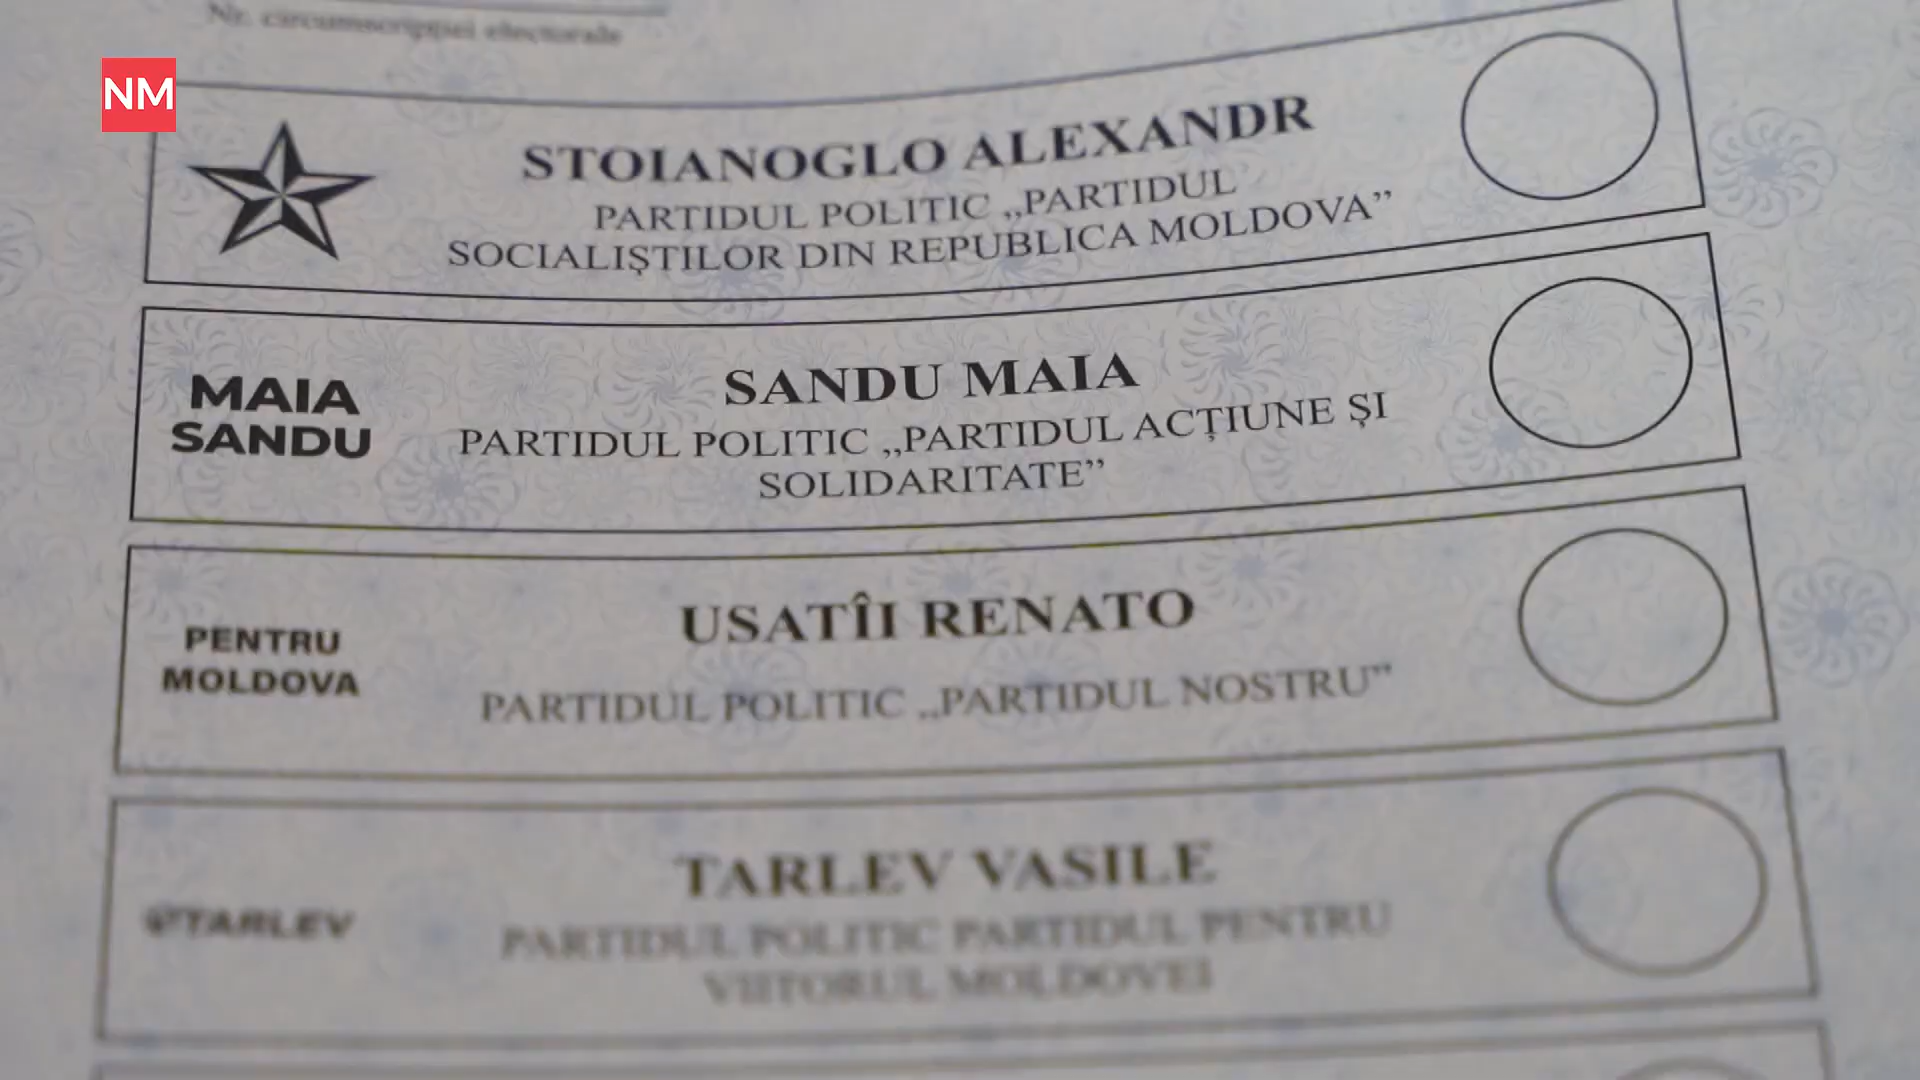 Nr. circumscripției electorale
NM
STOIANOGLO ALEXANDR
PARTIDUL POLITIC „PARTIDUL
SOCIALIȘTILOR DIN REPUBLICA MOLDOVA”
MAIA
SANDU
SANDU MAIA
PARTIDUL POLITIC „PARTIDUL ACȚIUNE ȘI
SOLIDARITATE”
PENTRU
MOLDOVA
USATÎI RENATO
PARTIDUL POLITIC „PARTIDUL NOSTRU”
TARLEV
TARLEV VASILE
PARTIDUL POLITIC PARTIDUL PENTRU
VIITORUL MOLDOVEI